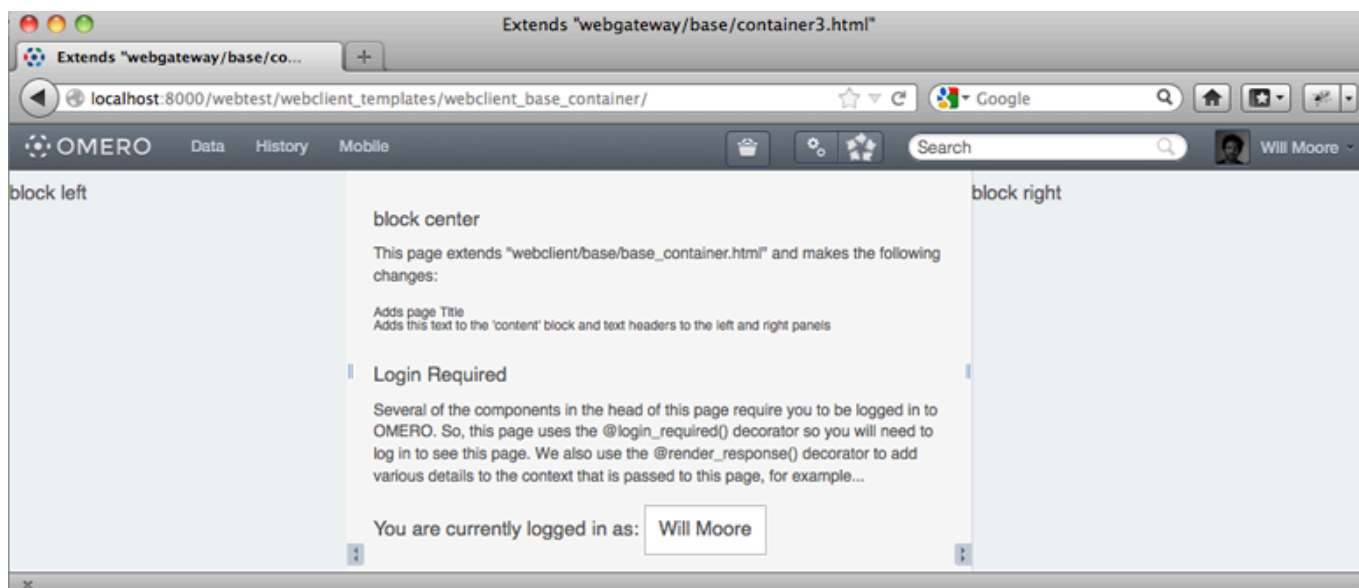 Extends "webgateway/base/container3.html"
Extends "webgateway/base/co...
localhost:8000/webtest/webclient_templates/webclient_base_container/
Google
OMERO
Data
History
Mobile
Search
Will Moore
block left
block center
block right
This page extends "webclient/base/base_container.html" and makes the following
changes:
Adds page Title
Adds this text to the 'content' block and text headers to the left and right panels
Login Required
Several of the components in the head of this page require you to be logged in to
OMERO. So, this page uses the @login_required() decorator so you will need to
log in to see this page. We also use the @render_response() decorator to add
various details to the context that is passed to this page, for example...
You are currently logged in as: Will Moore